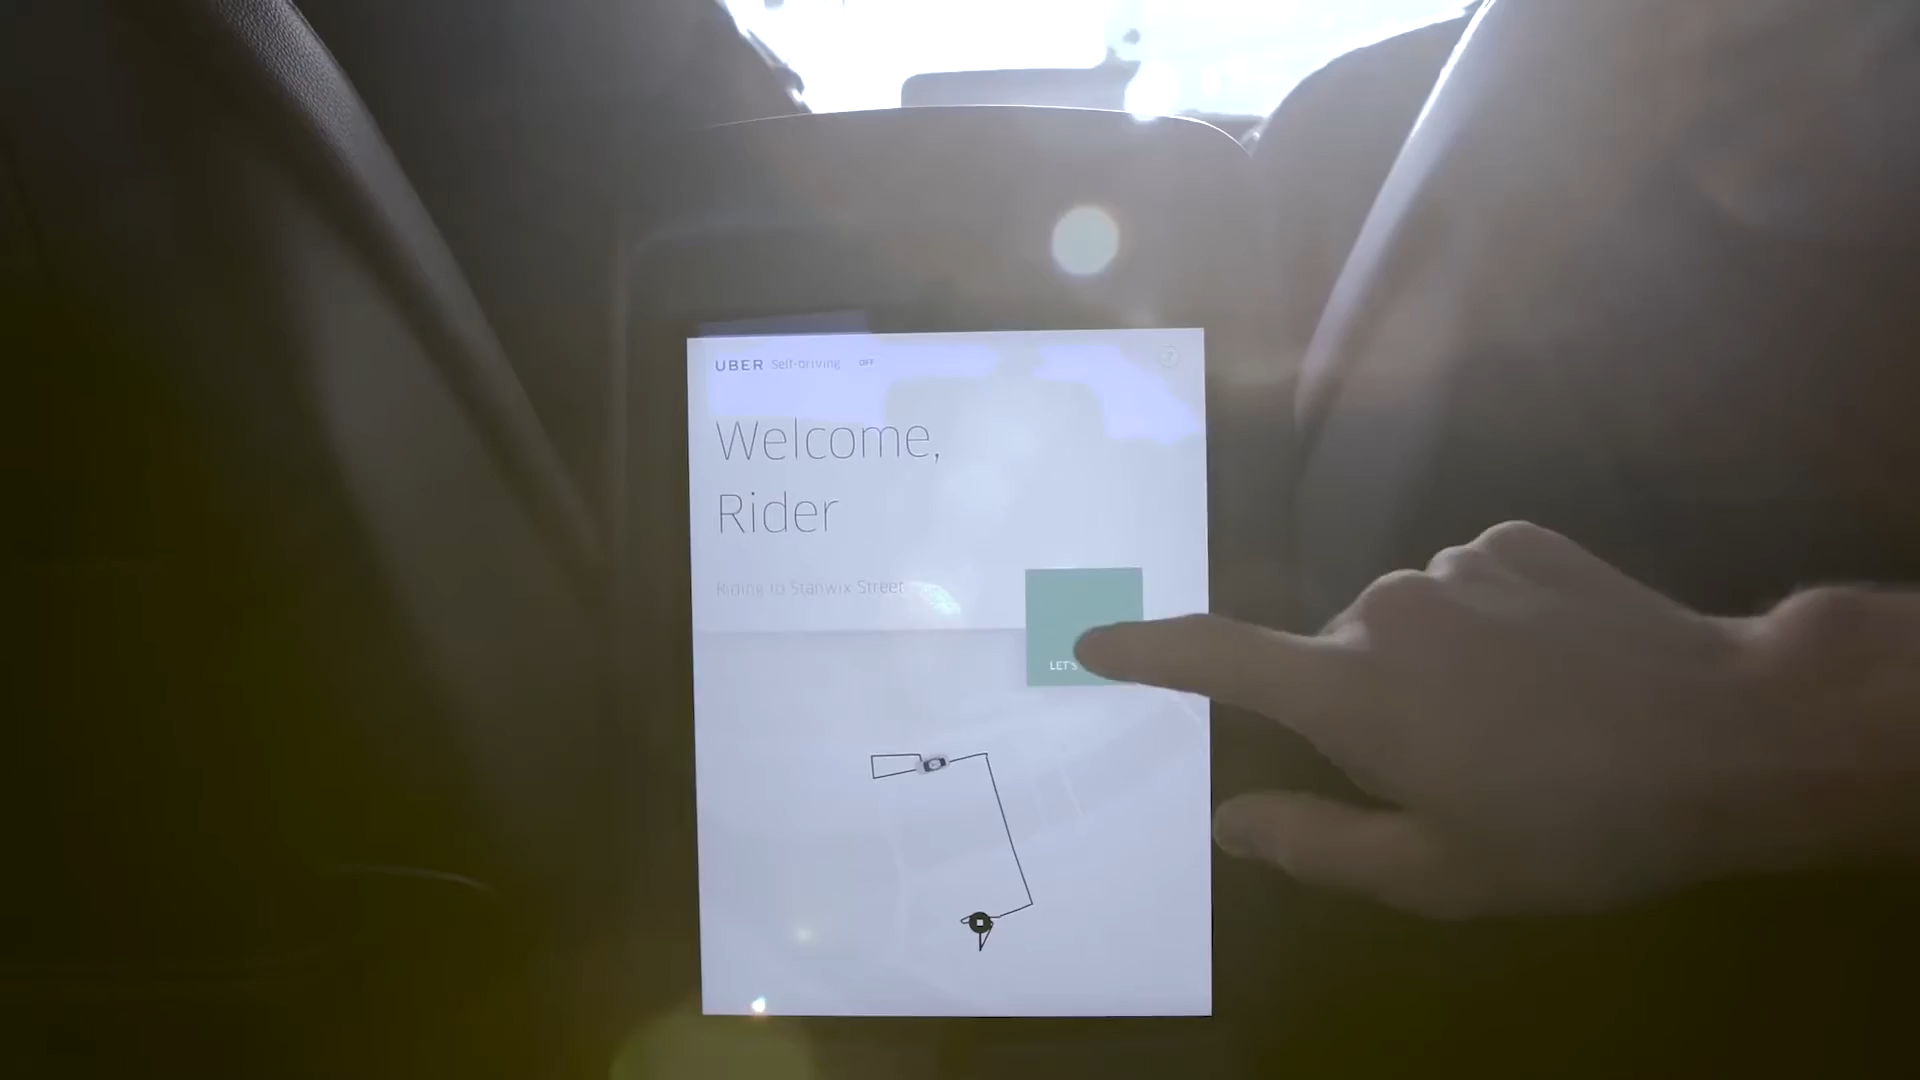 UBER Self-driving OFF
Welcome,
Rider
Riding to Stanwix Street
LET'S